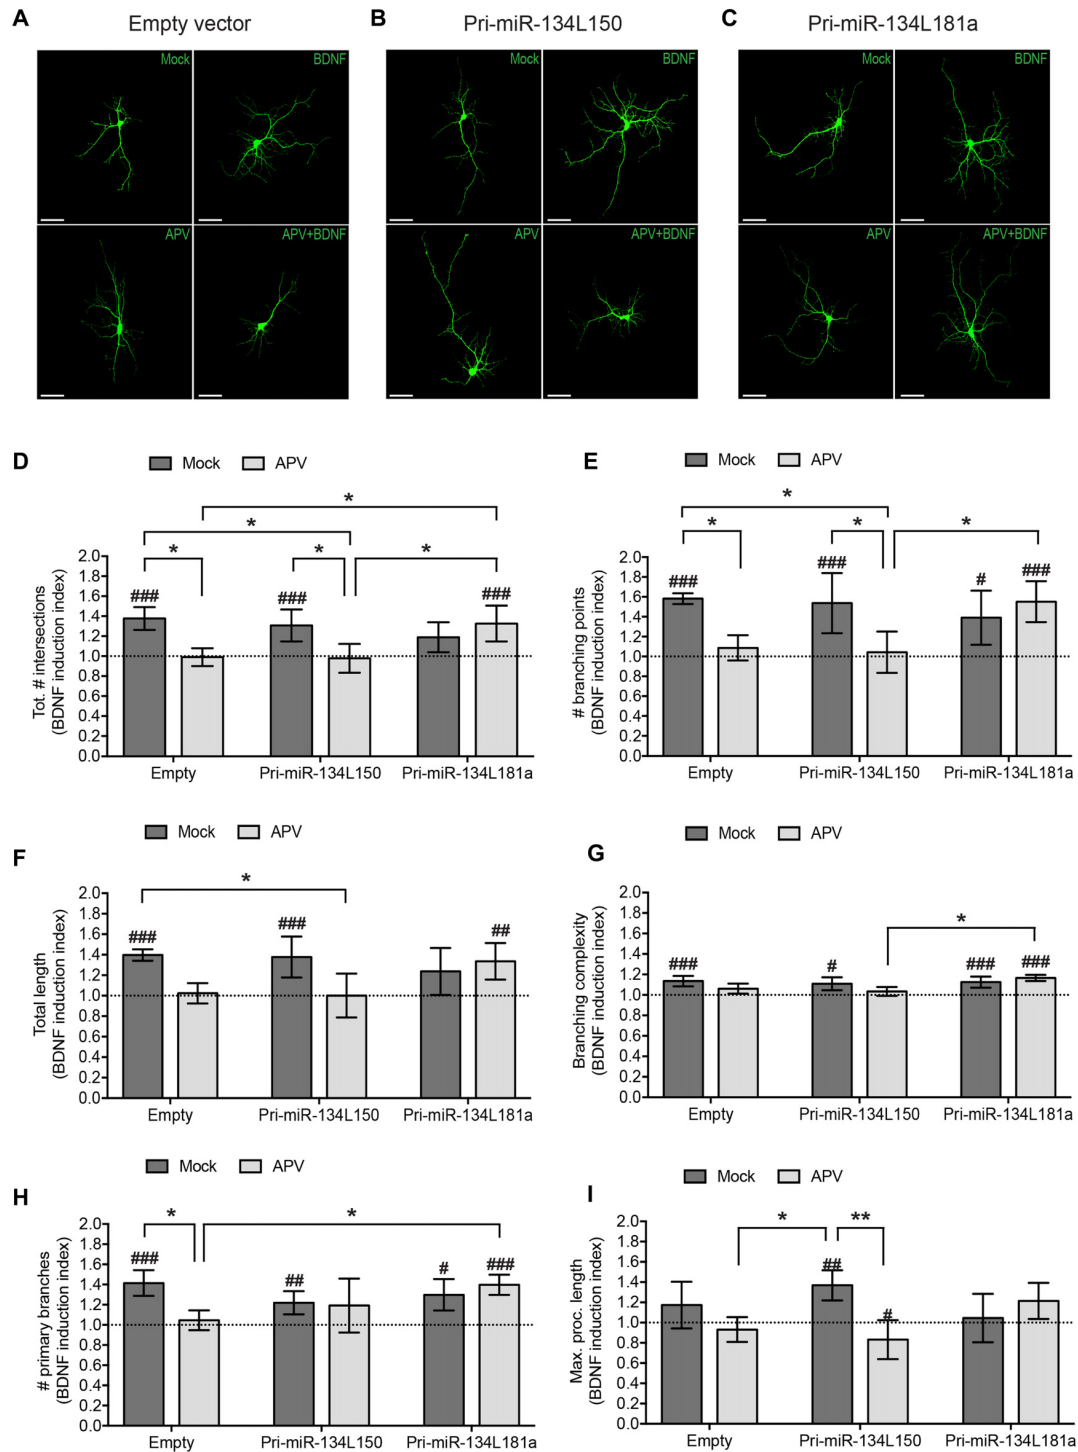 A Empty vector B Pri-miR-134L150 C Pri-miR-134L181a
Mock BDNF Mock BDNF Mock BDNF
APV APV+BDNF APV APV+BDNF APV APV+BDNF
D Mock APV
*
*
* * *
### ### ###
Tot. # intersections
(BDNF induction index)
2.0
1.8
1.6
1.4
1.2
1.0
0.8
0.6
0.4
0.2
0.0
Empty Pri-miR-134L150 Pri-miR-134L181a
E Mock APV
*
* * *
### ### # ###
# branching points
(BDNF induction index)
2.0
1.8
1.6
1.4
1.2
1.0
0.8
0.6
0.4
0.2
0.0
Empty Pri-miR-134L150 Pri-miR-134L181a
F Mock APV
*
### ### ##
Total length
(BDNF induction index)
2.0
1.8
1.6
1.4
1.2
1.0
0.8
0.6
0.4
0.2
0.0
Empty Pri-miR-134L150 Pri-miR-134L181a
G Mock APV
*
### # ### ###
Branching complexity
(BDNF induction index)
2.0
1.8
1.6
1.4
1.2
1.0
0.8
0.6
0.4
0.2
0.0
Empty Pri-miR-134L150 Pri-miR-134L181a
H Mock APV
* *
### ## # ###
# primary branches
(BDNF induction index)
2.0
1.8
1.6
1.4
1.2
1.0
0.8
0.6
0.4
0.2
0.0
Empty Pri-miR-134L150 Pri-miR-134L181a
I Mock APV
* **
## #
Max. proc. length
(BDNF induction index)
2.0
1.8
1.6
1.4
1.2
1.0
0.8
0.6
0.4
0.2
0.0
Empty Pri-miR-134L150 Pri-miR-134L181a